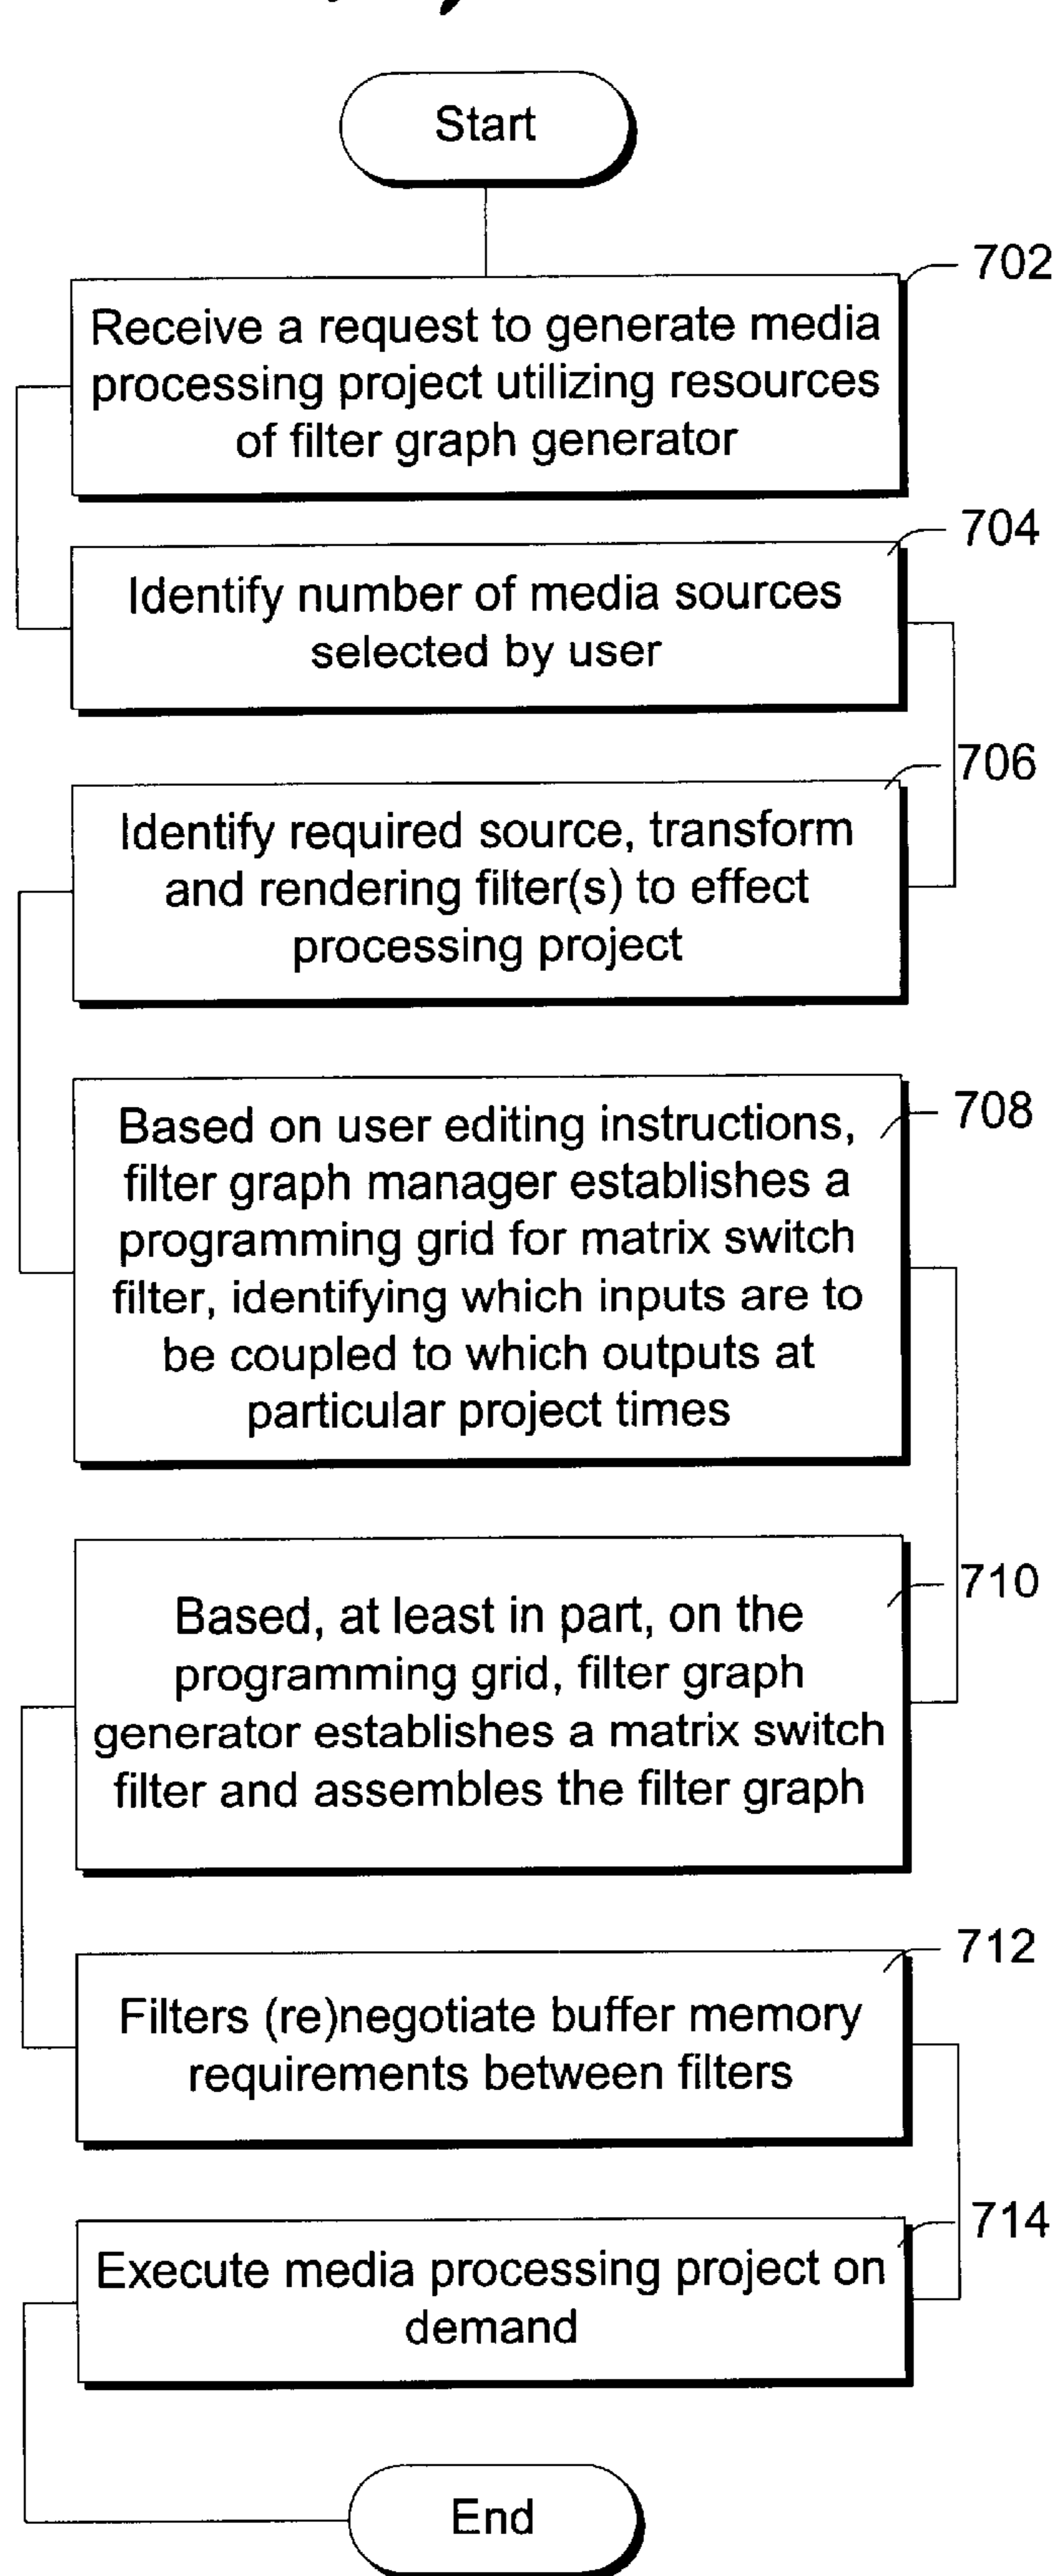 Start
702
Receive a request to generate media
processing project utilizing resources
of filter graph generator
704
Identify number of media sources
selected by user
706
Identify required source, transform
and rendering filter(s) to effect
processing project
708
Based on user editing instructions,
filter graph manager establishes a
programming grid for matrix switch
filter, identifying which inputs are to
be coupled to which outputs at
particular project times
710
Based, at least in part, on the
programming grid, filter graph
generator establishes a matrix switch
filter and assembles the filter graph
712
Filters (re)negotiate buffer memory
requirements between filters
714
Execute media processing project on
demand
End